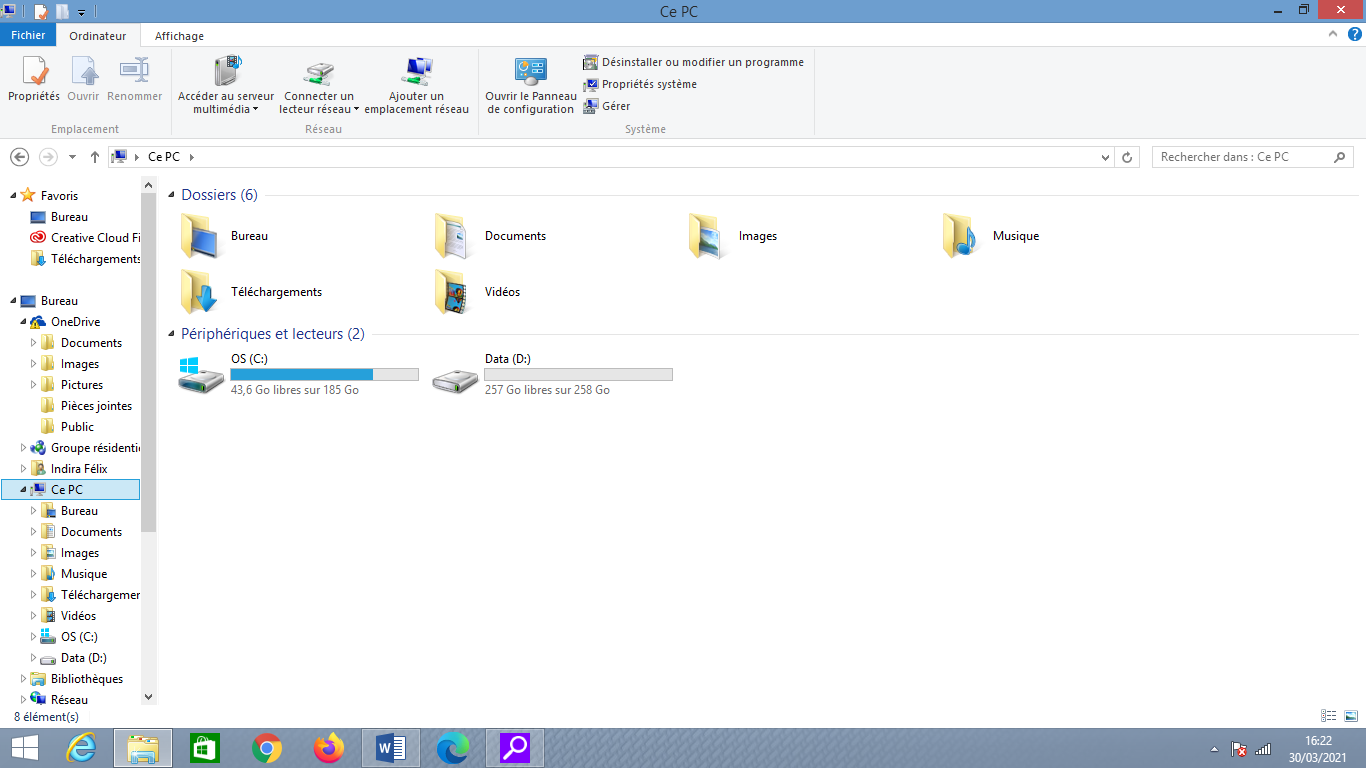 Ce PC
Fichier
Ordinateur
Affichage
Propriétés
Ouvrir
Renommer
Accéder au serveur
multimédia
Connecter un
lecteur réseau
Ajouter un
emplacement réseau
Ouvrir le Panneau
de configuration
Désinstaller ou modifier un programme
Propriétés système
Gérer
Emplacement
Réseau
Système
Ce PC
Rechercher dans : Ce PC
Favoris
Bureau
Creative Cloud Fi
Téléchargements
Bureau
OneDrive
Documents
Images
Pictures
Pièces jointes
Public
Groupe résidenti
Indira Félix
Ce PC
Bureau
Documents
Images
Musique
Téléchargemer
Vidéos
OS (C:)
Data (D:)
Bibliothèques
Réseau
Dossiers (6)
Bureau
Documents
Images
Musique
Téléchargements
Vidéos
Périphériques et lecteurs (2)
OS (C:)
43,6 Go libres sur 185 Go
Data (D:)
257 Go libres sur 258 Go
8 élément(s)
16:22
30/03/2021